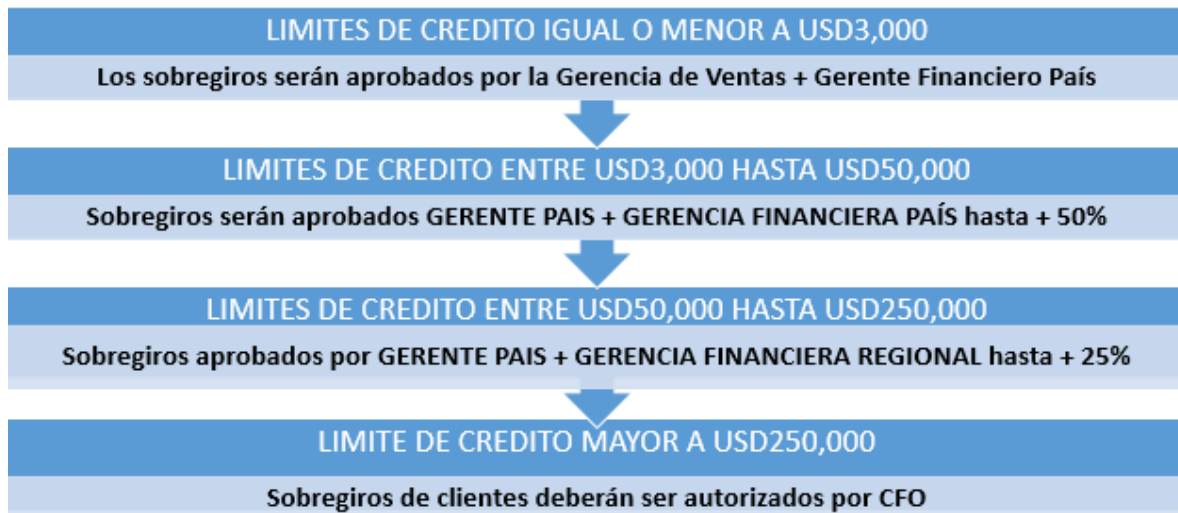 LIMITES DE CREDITO IGUAL O MENOR A USD3,000
Los sobregiros serán aprobados por la Gerencia de Ventas + Gerente Financiero País
LIMITES DE CREDITO ENTRE USD3,000 HASTA USD50,000
Sobregiros serán aprobados GERENTE PAIS + GERENCIA FINANCIERA PAÍS hasta + 50%
LIMITES DE CREDITO ENTRE USD50,000 HASTA USD250,000
Sobregiros aprobados por GERENTE PAIS + GERENCIA FINANCIERA REGIONAL hasta + 25%
LIMITE DE CREDITO MAYOR A USD250,000
Sobregiros de clientes deberán ser autorizados por CFO